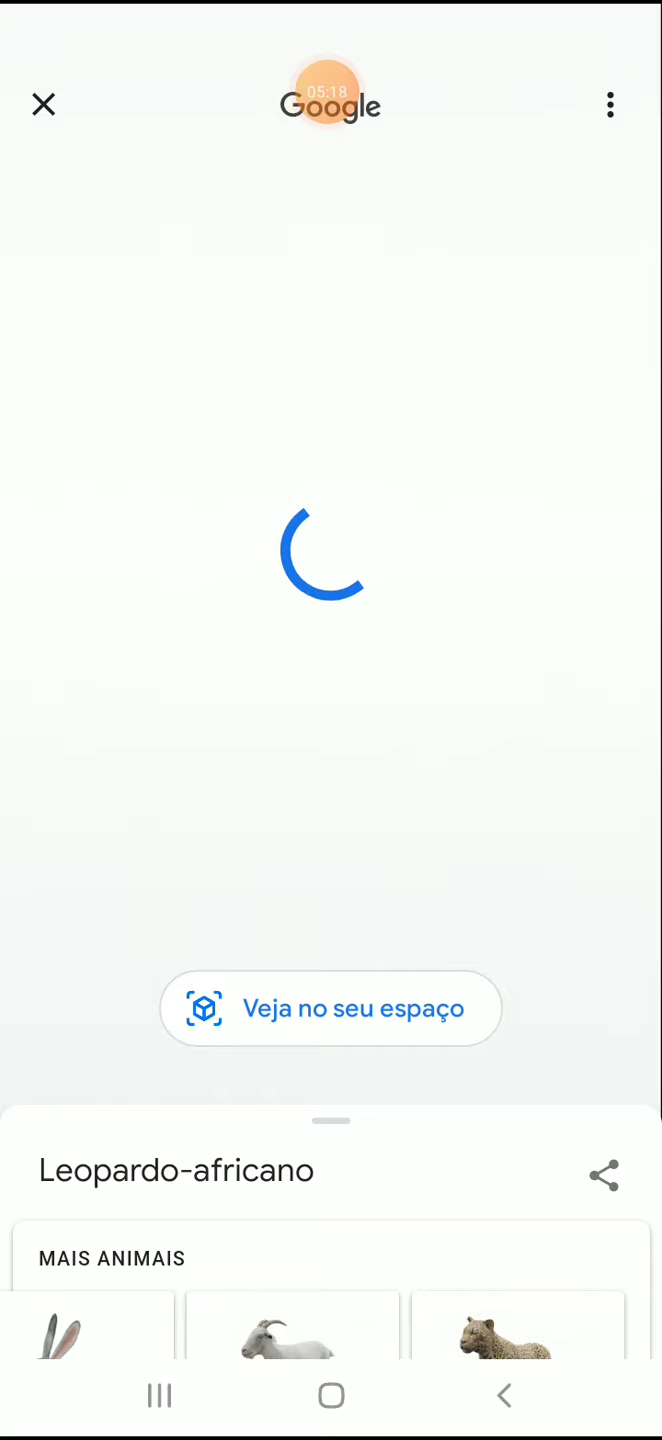 05:18
Google
Veja no seu espaço
Leopardo-africano
MAIS ANIMAIS